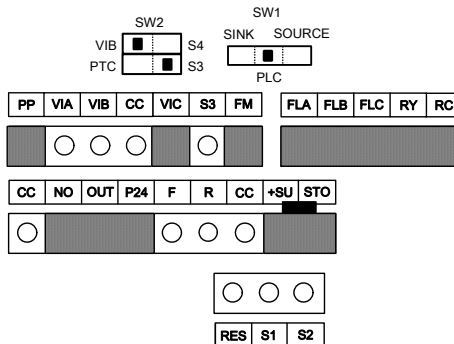 SW2
SW1
VIB S4
SINK SOURCE
PTC S3
PLC
PP VIA VIB CC VIC S3 FM FLA FLB FLC RY RC
CC NO OUT P24 F R CC +SU STO
RES S1 S2